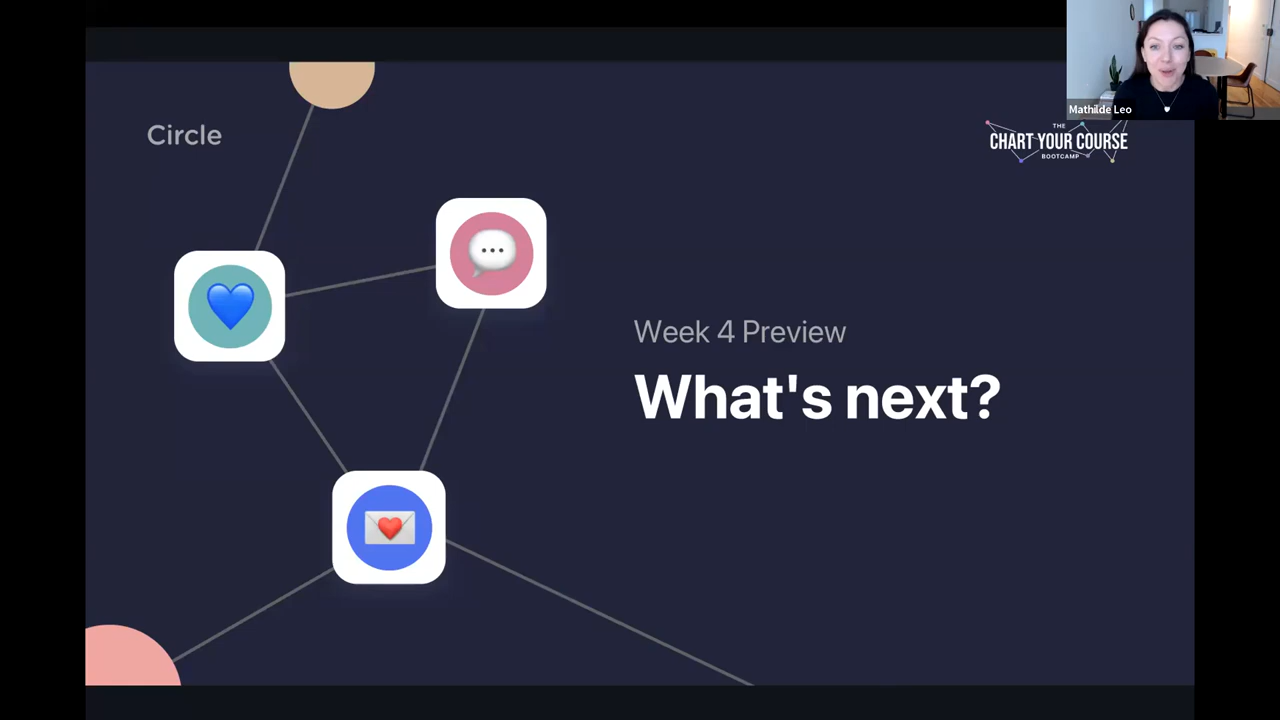 Mathilde Leo
Circle
THE
CHART YOUR COURSE
BOOTCAMP
Week 4 Preview
What's next?